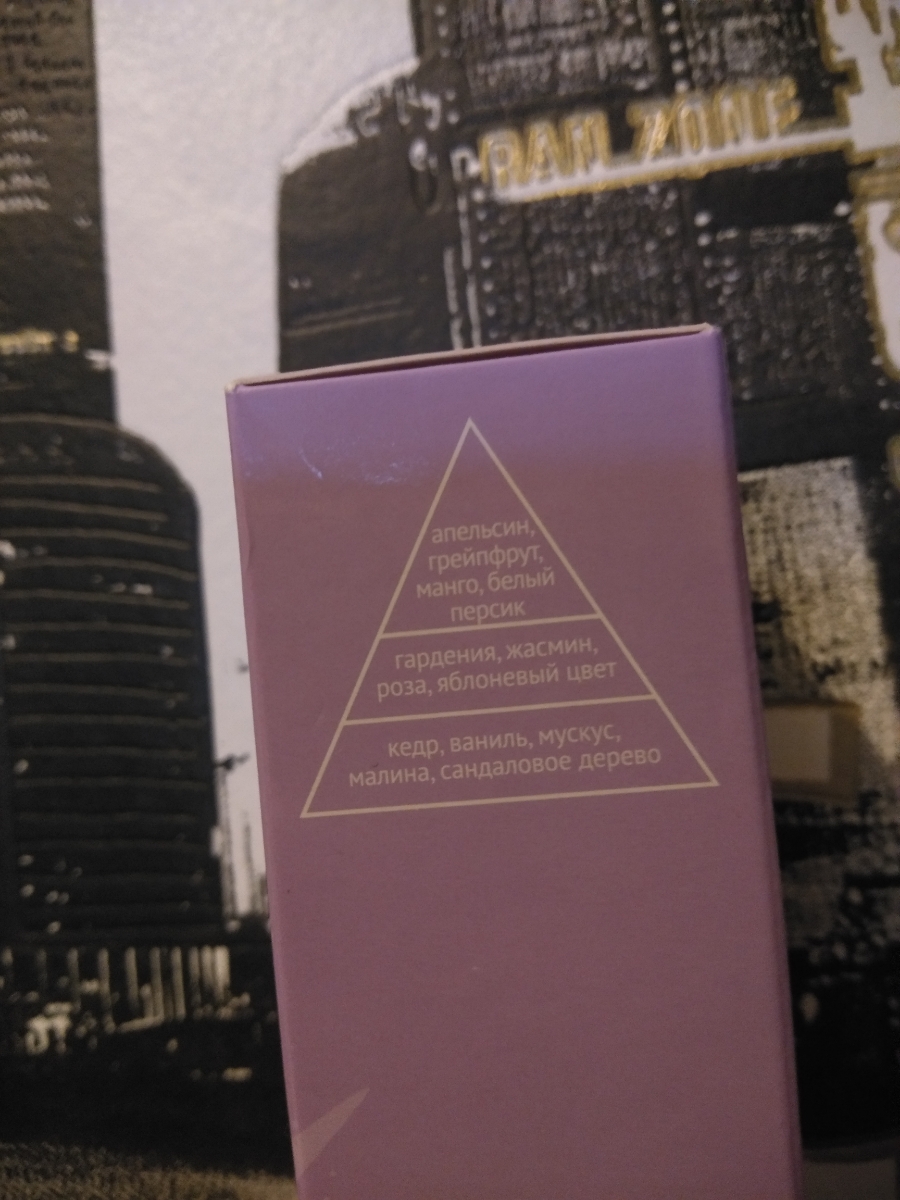 апельсин,
грейпфрут,
манго, белый
персик
гардения, жасмин,
роза, яблоневый цвет
кедр, ваниль, мускус,
малина, сандаловое дерево